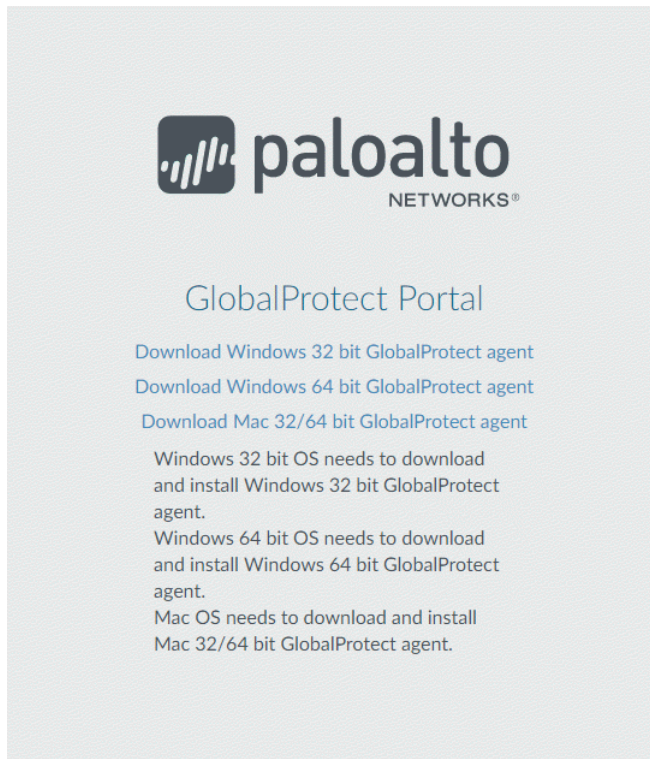 paloalto
NETWORKS®
GlobalProtect Portal
Download Windows 32 bit GlobalProtect agent
Download Windows 64 bit GlobalProtect agent
Download Mac 32/64 bit GlobalProtect agent
Windows 32 bit OS needs to download
and install Windows 32 bit GlobalProtect
agent.
Windows 64 bit OS needs to download
and install Windows 64 bit GlobalProtect
agent.
Mac OS needs to download and install
Mac 32/64 bit GlobalProtect agent.